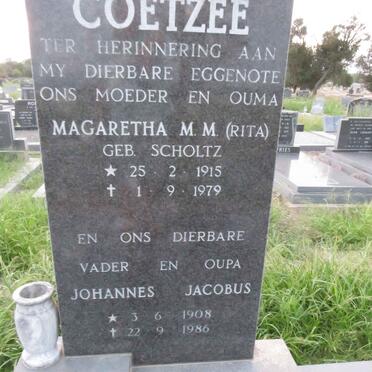 COETZEE
TER HERINNERING AAN
MY DIERBARE EGGENOTE
ONS MOEDER EN OUMA
MAGARETHA M. M. (RITA)
GEB. SCHOLTZ
★ 25 · 2 · 1915
✝ 1 · 9 · 1979
EN ONS DIERBARE
VADER EN OUPA
JOHANNES JACOBUS
★ 3 · 6 · 1908
✝ 22 · 9 · 1986